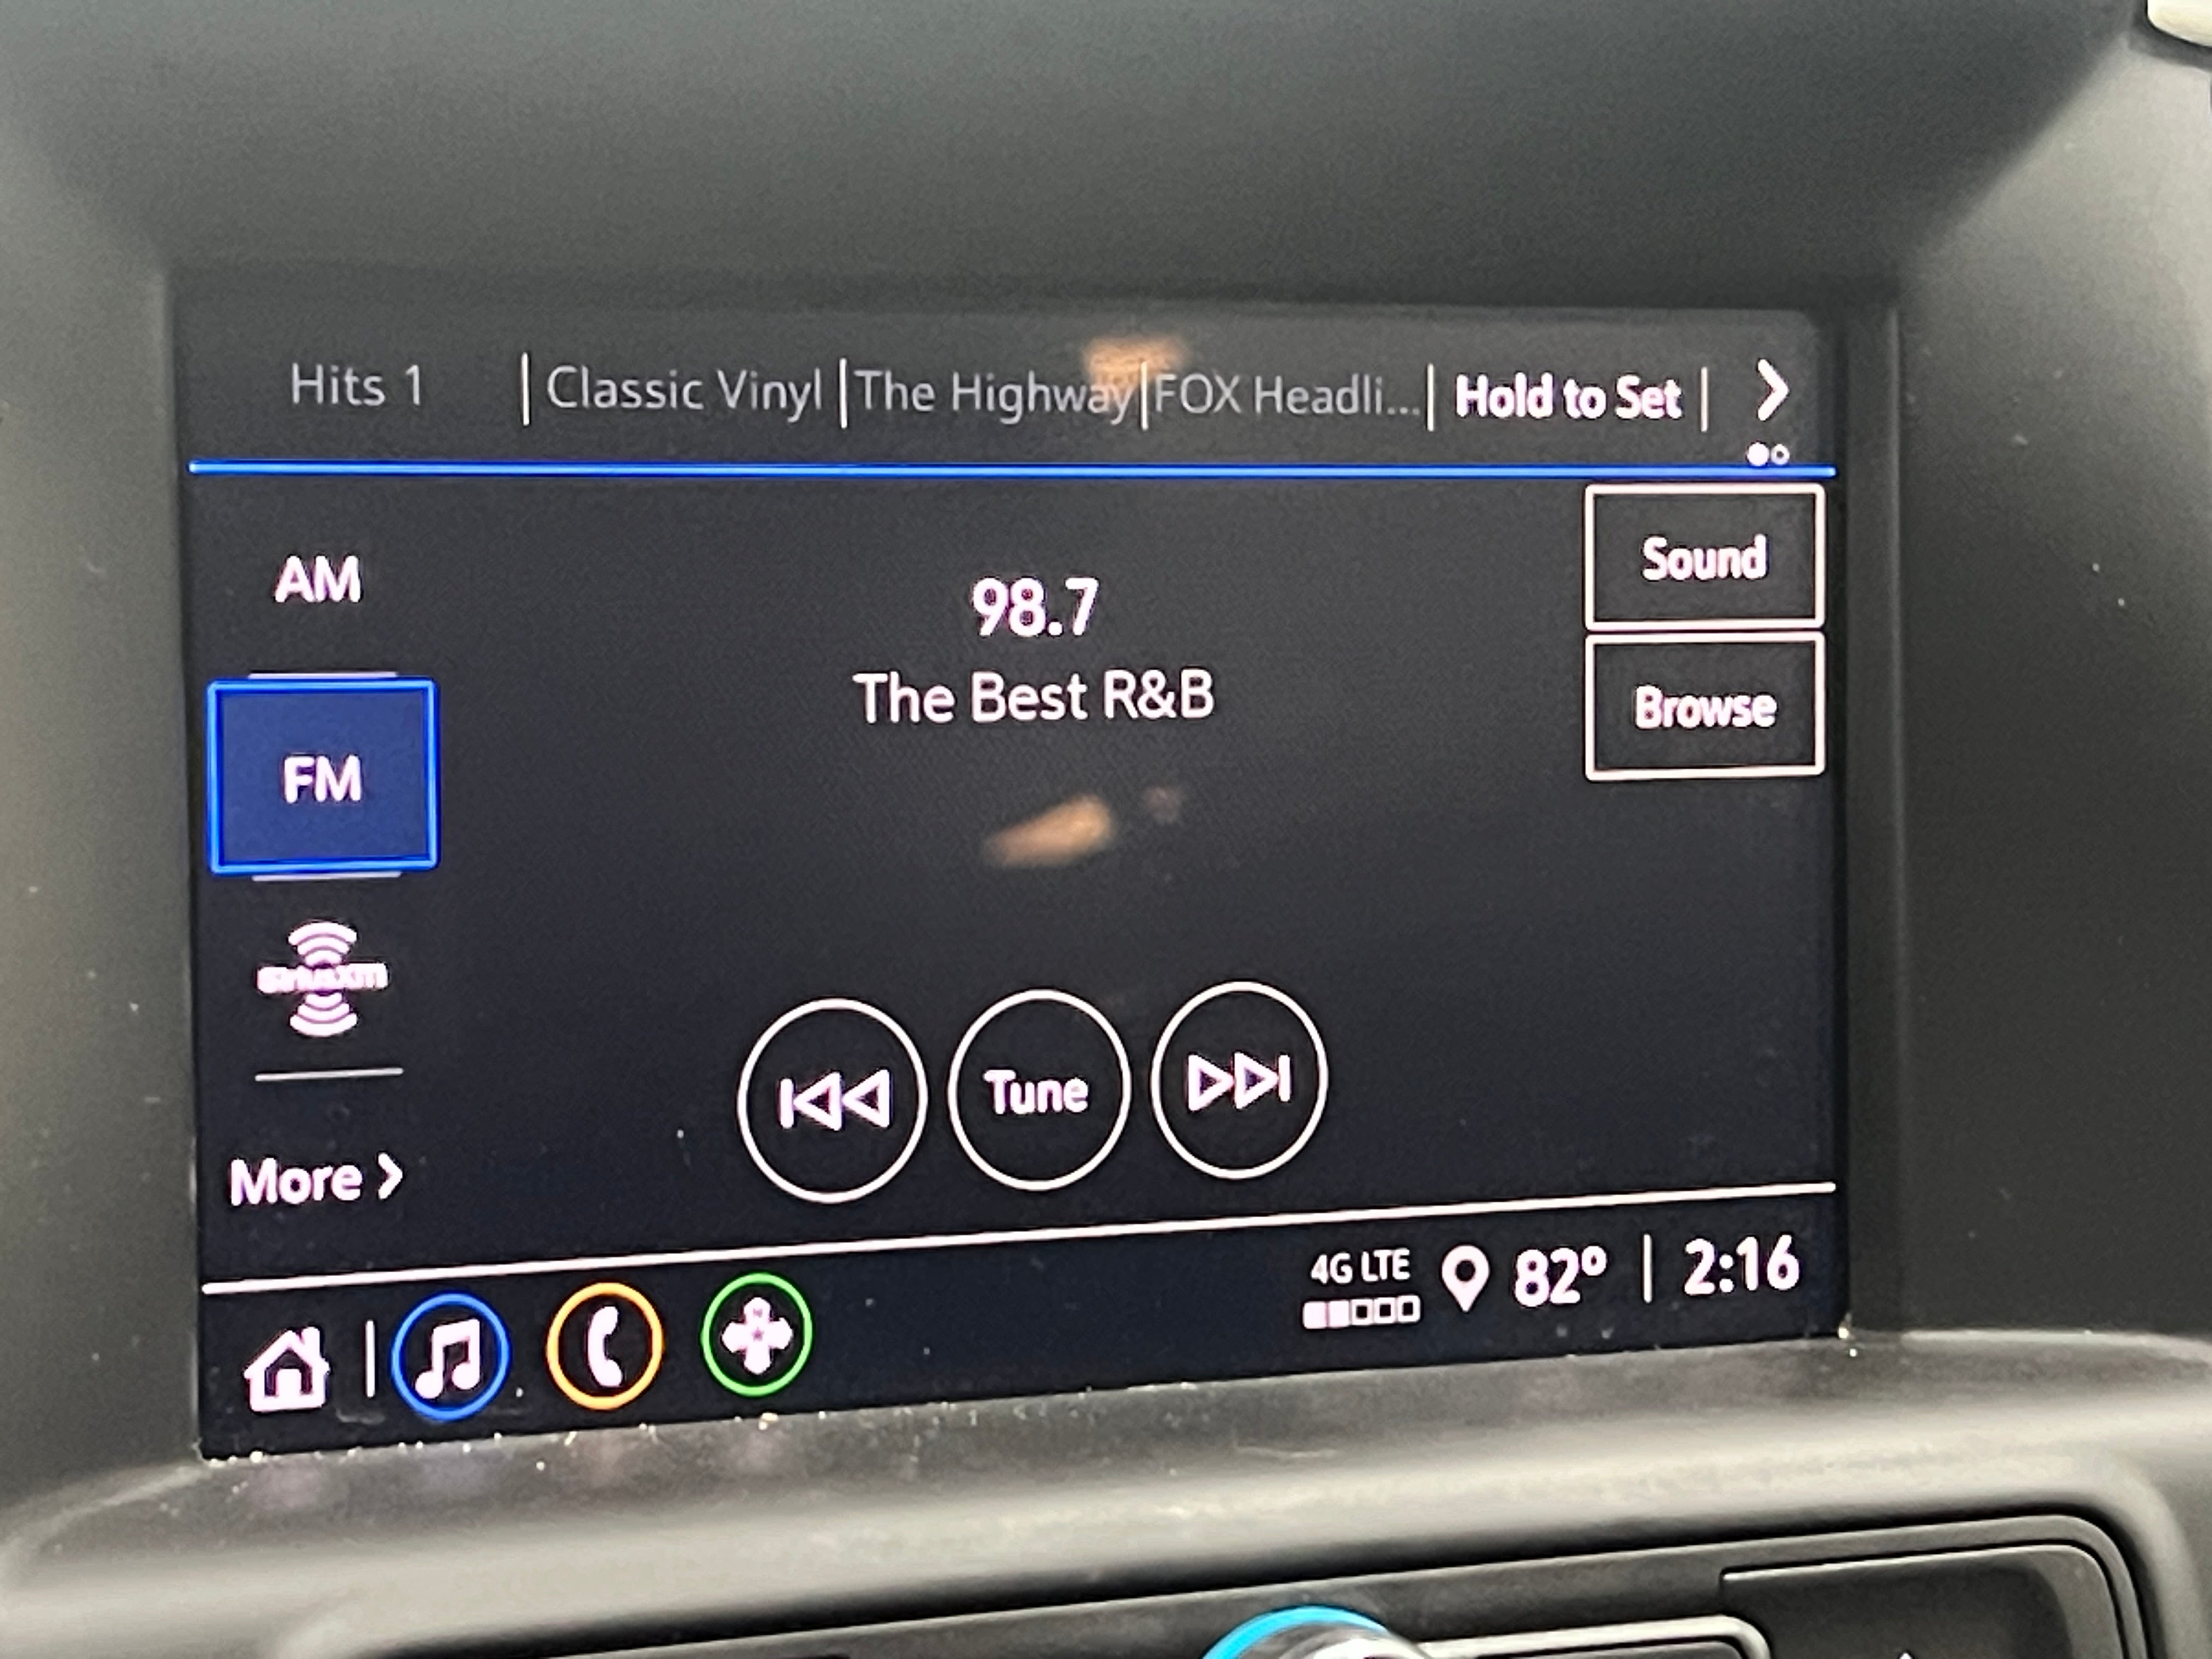 Hits 1 | Classic Vinyl | The Highway | FOX Headli... | Hold to Set |
AM
98.7
The Best R&B
Sound
Browse
FM
siriusxm
Tune
More
4G LTE 82° | 2:16